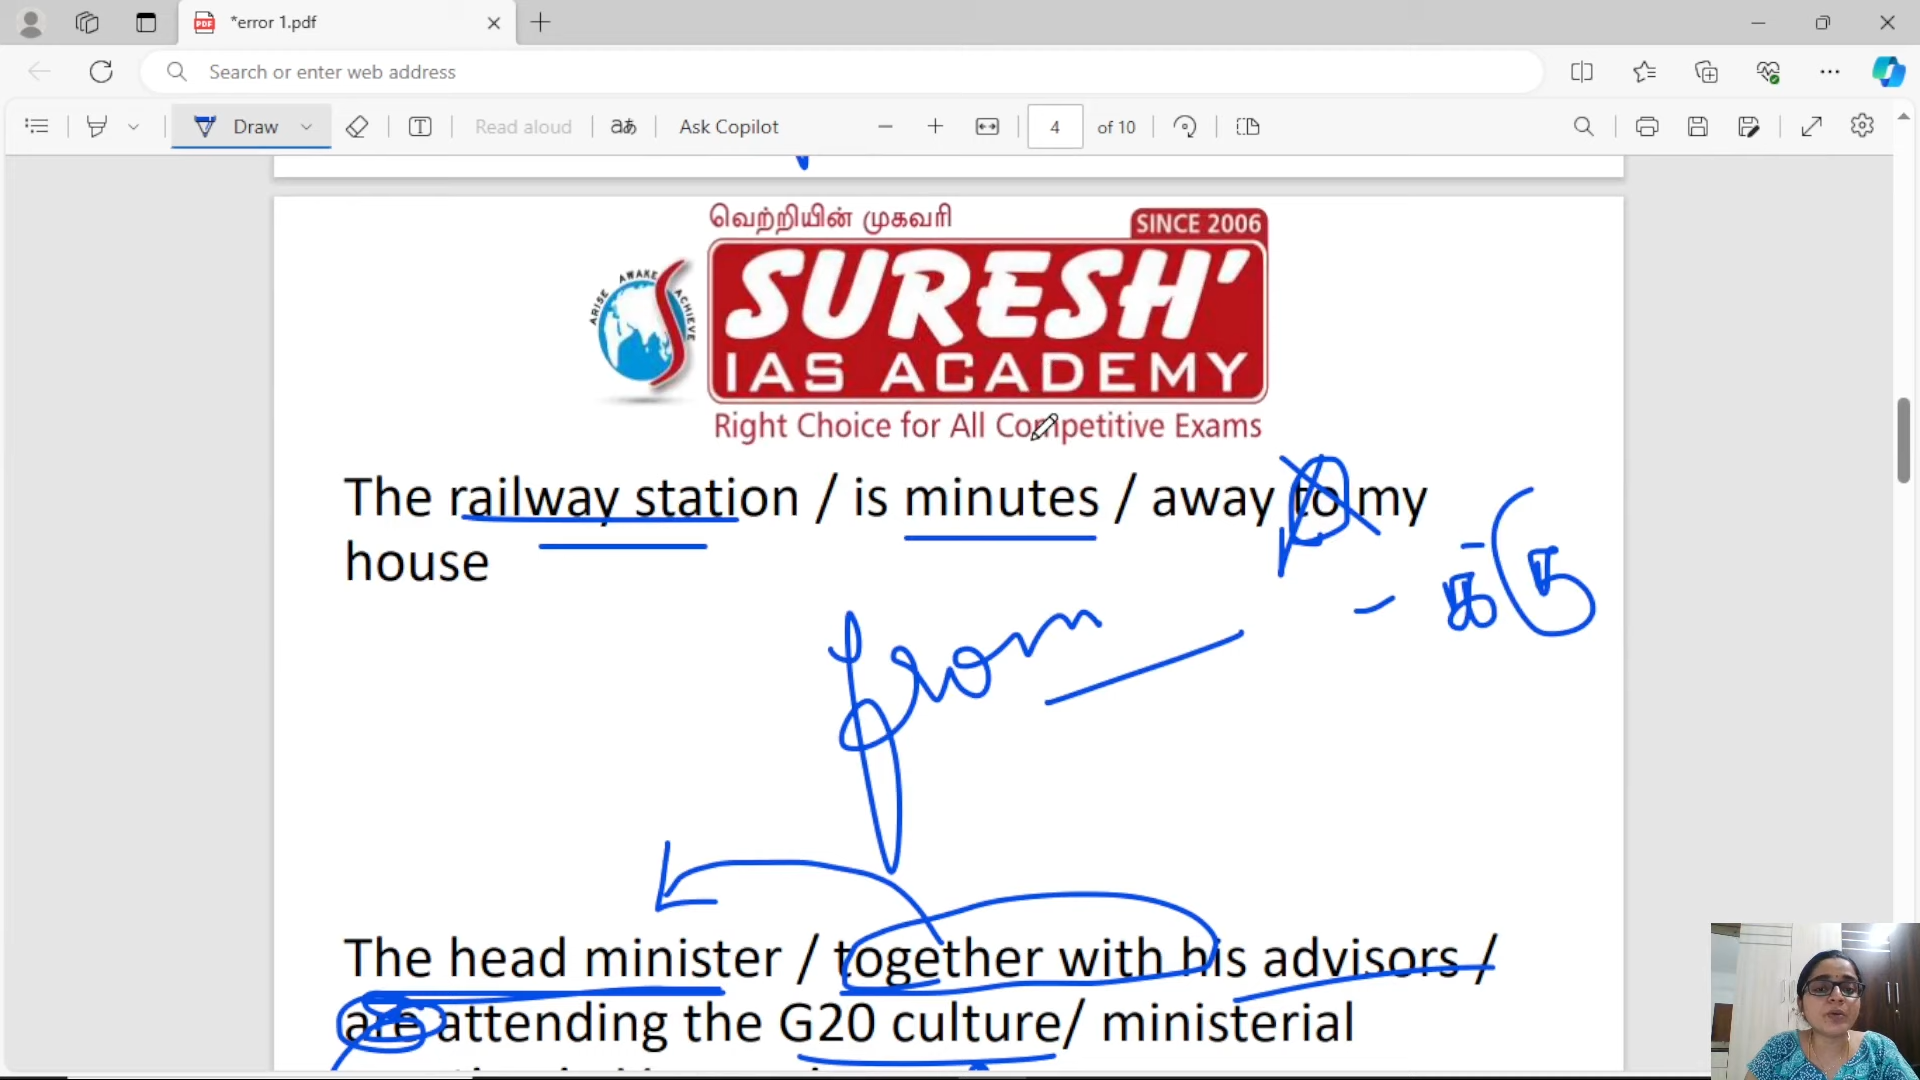 *error 1.pdf
Search or enter web address
Draw
Read aloud
aあ
Ask Copilot
4 of 10
வெற்றியின் முகவரி
SINCE 2006
ARISE AWAKE ACHIEVE
SURESH'
IAS ACADEMY
Right Choice for All Competitive Exams
The railway station / is minutes / away to my
house
from
The head minister / together with his advisors /
are attending the G20 culture/ ministerial